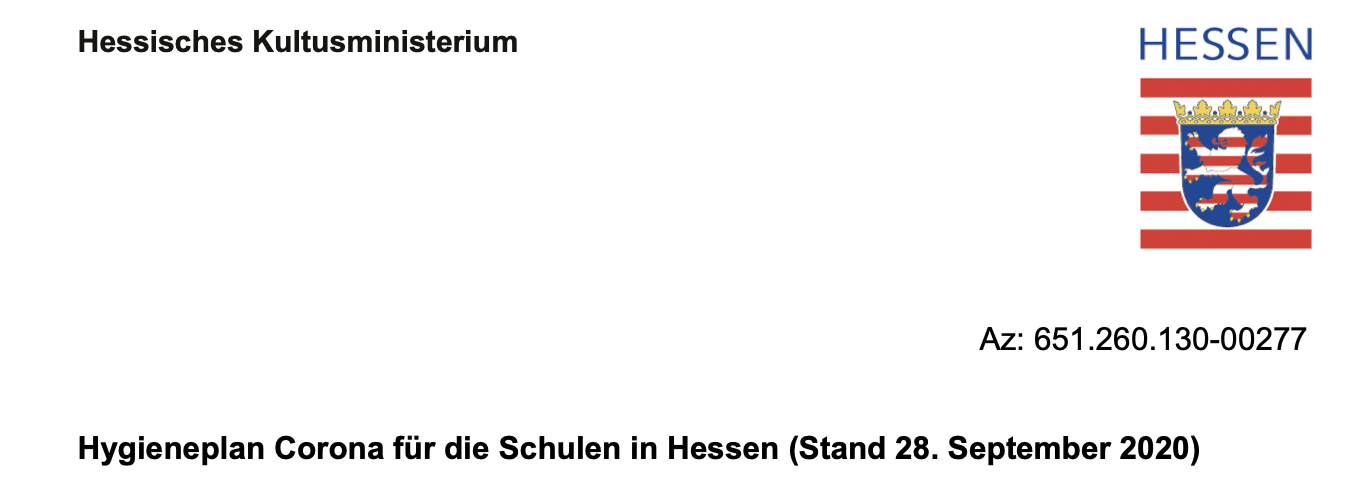 Hessisches Kultusministerium
HESSEN
Az: 651.260.130-00277
Hygieneplan Corona für die Schulen in Hessen (Stand 28. September 2020)